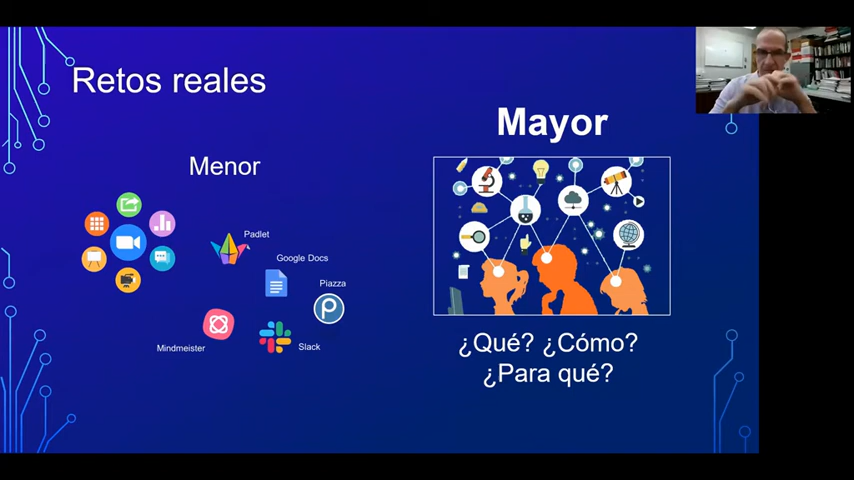 Retos reales
Mayor
Menor
Padlet
Google Docs
Piazza
P
Mindmeister
Slack
¿Qué? ¿Cómo?
¿Para qué?